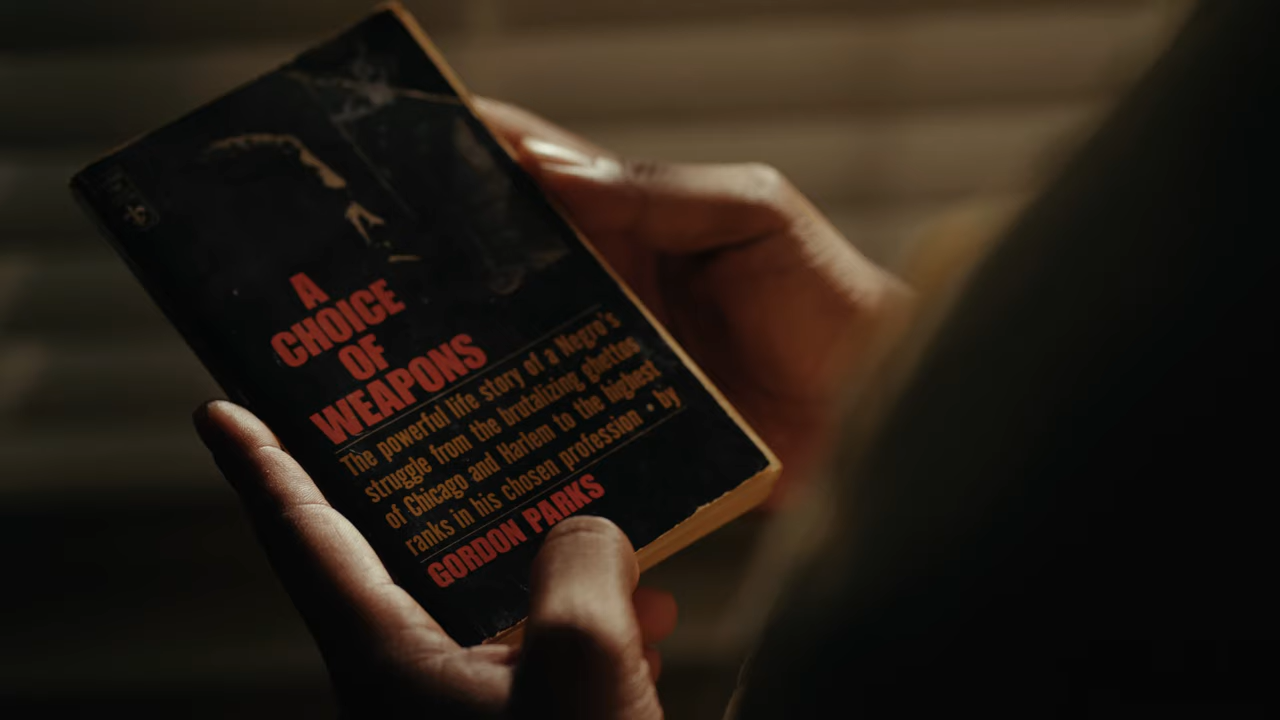 A
CHOICE
OF
WEAPONS
The powerful life story of a Negro's
struggle from the brutalizing ghettos
of Chicago and Harlem to the highest
ranks in his chosen profession • by
GORDON PARKS